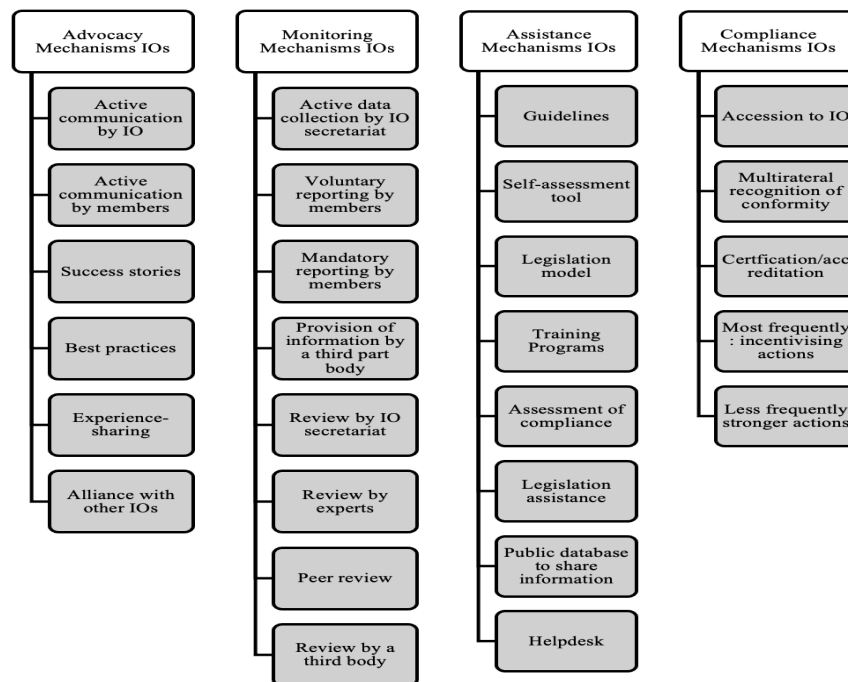 Advocacy
Mechanisms IOs
Active
communication
by IO
Active
communication
by members
Success stories
Best practices
Experience-
sharing
Alliance with
other IOs
Monitoring
Mechanisms IOs
Active data
collection by IO
secretariat
Voluntary
reporting by
members
Mandatory
reporting by
members
Provision of
information by
a third part
body
Review by IO
secretariat
Review by
experts
Peer review
Review by a
third body
Assistance
Mechanisms IOs
Guidelines
Self-assessment
tool
Legislation
model
Training
Programs
Assessment of
compliance
Legislation
assistance
Public database
to share
information
Helpdesk
Compliance
Mechanisms IOs
Accession to IO
Multirateral
recognition of
conformity
Certfication/acc
reditation
Most frequently
: incentivising
actions
Less frequently
stronger actions